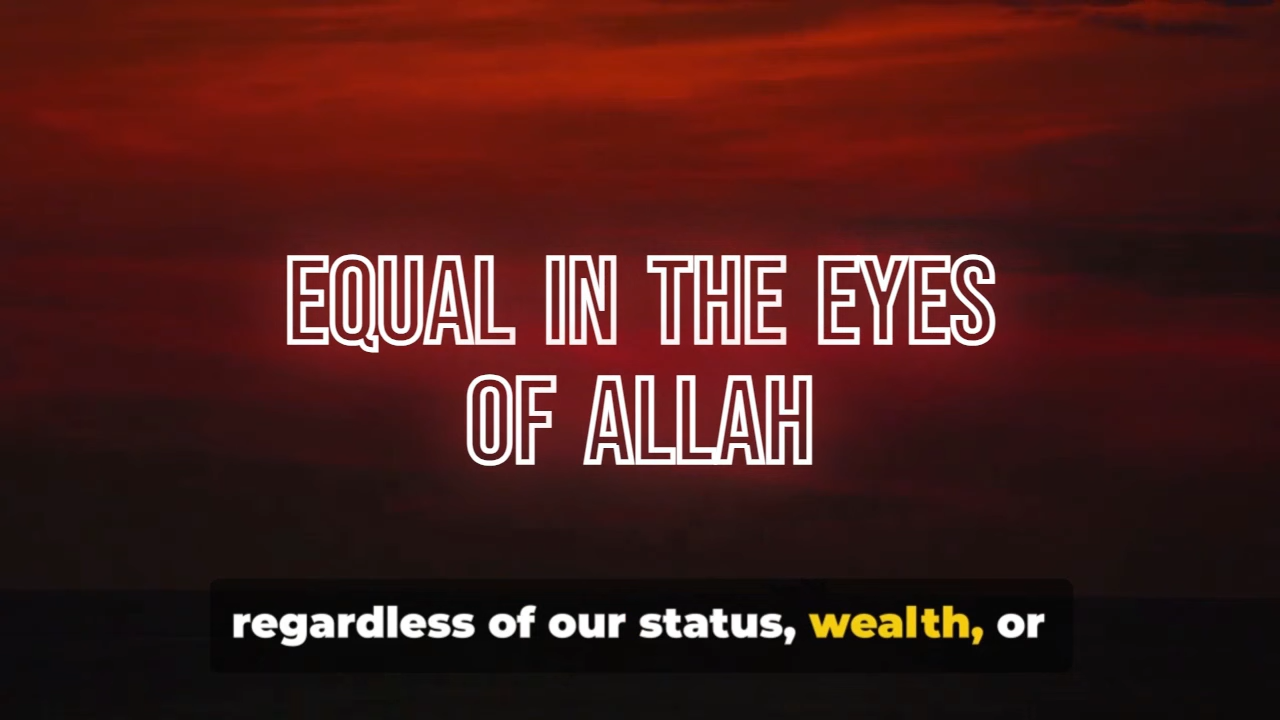 EQUAL IN THE EYES
OF ALLAH
regardless of our status, wealth, or